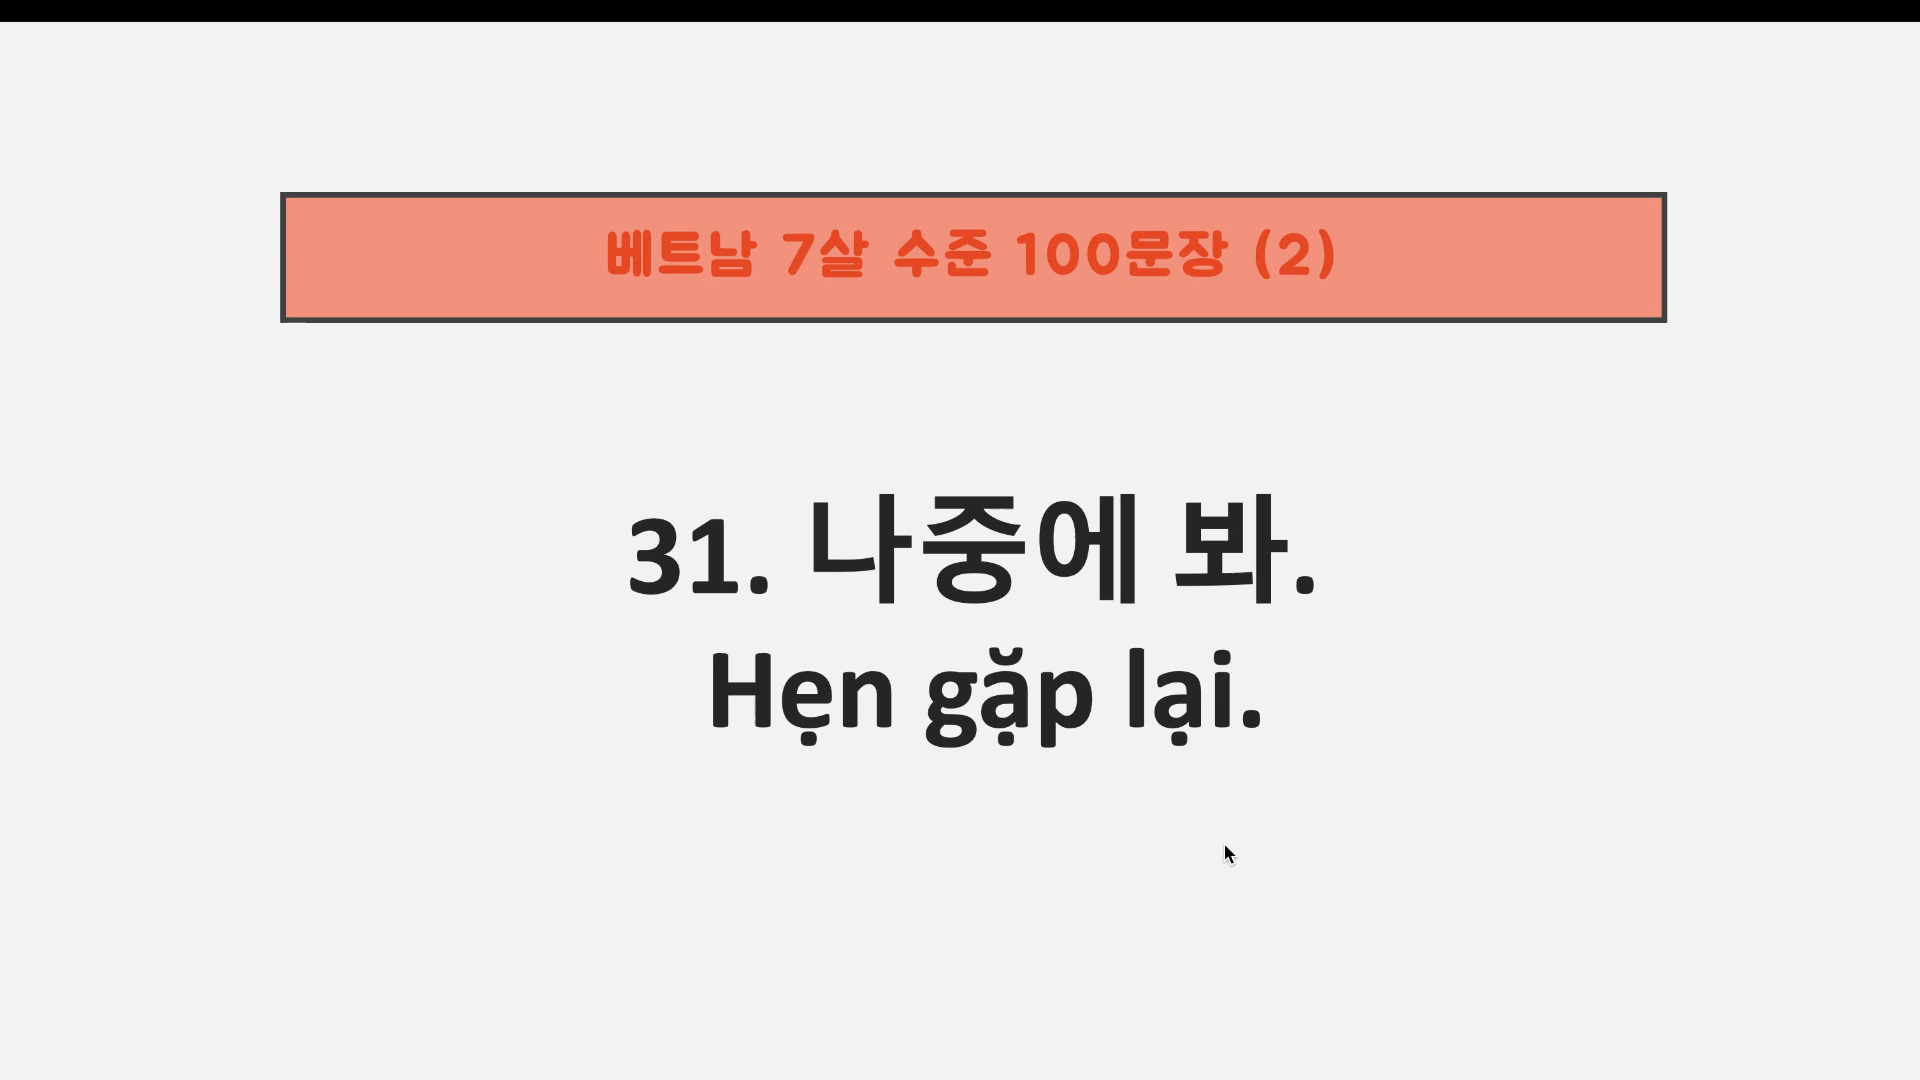 베트남 7살 수준 100문장 (2)
31. 나중에 봐.
Hẹn gặp lại.